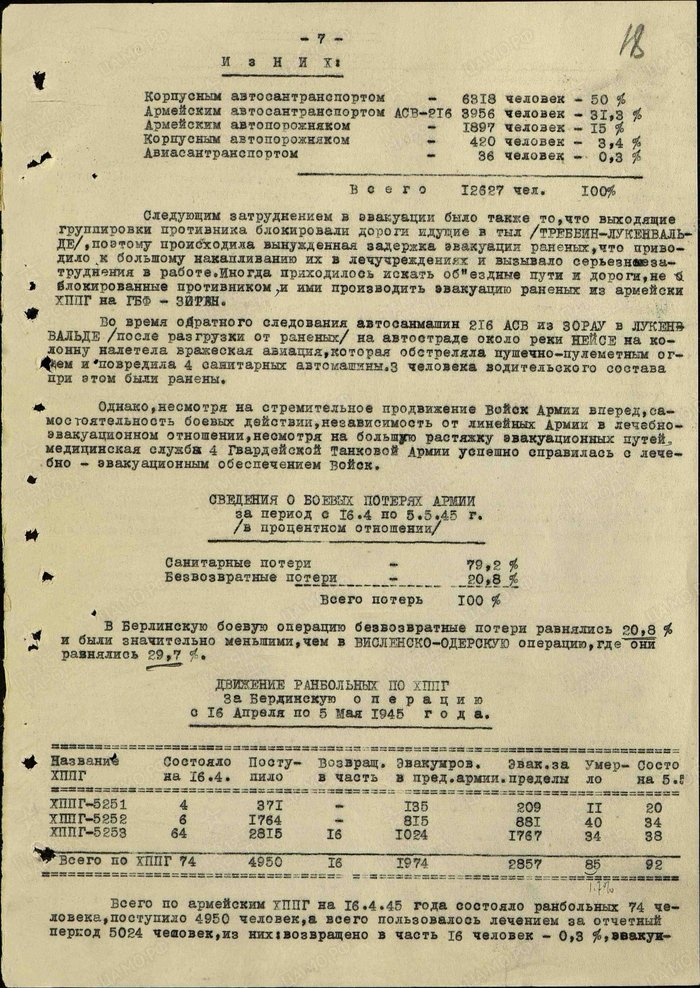 - 7 -
18
И з Н И Х:
Корпусным автосантранспортом - 6318 человек - 50 %
Армейским автосантранспортом АСВ-216 3956 человек - 31,3 %
Армейским автопорожняком - 1897 человек - 15 %
Корпусным автопорожняком - 420 человек - 3,4 %
Авиасантранспортом - 36 человек - 0,3 %
В с е г о 12627 чел. 100%
Следующим затруднением в эвакуации было также то,что выходящие
группировки противника блокировали дороги идущие в тыл /ТРЕББИН-ЛУКЕНВАЛЬ-
ДЕ/,поэтому происходила вынужденная задержка эвакуации раненых,что приво-
дило к большому накапливанию их в лечучреждениях и вызывало серьезнеза-
труднения в работе.Иногда приходилось искать об"ездные пути и дороги,не
блокированные противником,и ими производить эвакуацию раненых из армейски
ХППГ на ГБФ - ЗИРЯН.
Во время обратного следования автосанмашин 216 АСВ из ЗОРАУ в ЛУКЕН-
ВАЛЬДЕ /после разгрузки от раненых/ на автостраде около реки НЕЙСЕ на ко-
лонну налетела вражеская авиация,которая обстреляла пушечно-пулеметным ог-
нем и повредила 4 санитарных автомашины.3 человека водительского состава
при этом были ранены.
Однако,несмотря на стремительное продвижение Войск Армии вперед,са-
мостоятельность боевых действий,независимость от линейных Армии в лечебно-
эвакуационном отношении,несмотря на большую растяжку эвакуационных путей,
медицинская служба 4 Гвардейской Танковой Армии успешно справилась с лече-
бно - эвакуационным обеспечением Войск.
СВЕДЕНИЯ О БОЕВЫХ ПОТЕРЯХ АРМИИ
за период с 16.4 по 5.5.45 г.
/в процентном отношении/
Санитарные потери - 79,2 %
Безвозвратные потери - 20,8 %
Всего потерь 100 %
В Берлинскую боевую операцию безвозвратные потери равнялись 20,8 %
и были значительно меньшими,чем в ВИСЛЕНСКО-ОДЕРСКУЮ операцию,где они
равнялись 29,7 %.
ДВИЖЕНИЕ РАНБОЛЬНЫХ ПО ХППГ
За Бердинскую о п е р а ц и ю
с 16 Апреля по 5 Мая 1945 г о д а.
Название Состояло Посту- Возвращ. Эвакуиров. Эвак.за Умер- Состо
ХППГ на 16.4. пило в часть в пред.армии. пределы ло на 5.5
ХППГ-5251 4 371 - 135 209 11 20
ХППГ-5252 6 1764 - 815 881 40 34
ХППГ-5253 64 2815 16 1024 1767 34 38
Всего по ХППГ 74 4950 16 1974 2857 85 92
1.7%
Всего по армейским ХППГ на 16.4.45 года состояло ранбольных 74 че-
ловека,поступило 4950 человек,а всего пользовалось лечением за отчетный
период 5024 человек,из них:возвращено в часть 16 человек - 0,3 %,эвакуи-